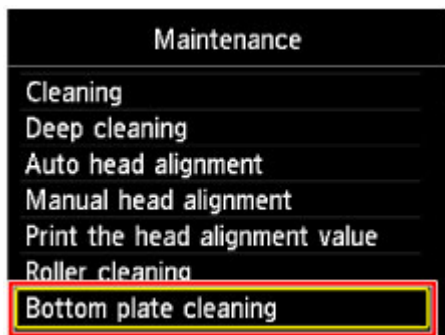 Maintenance
Cleaning
Deep cleaning
Auto head alignment
Manual head alignment
Print the head alignment value
Roller cleaning
Bottom plate cleaning